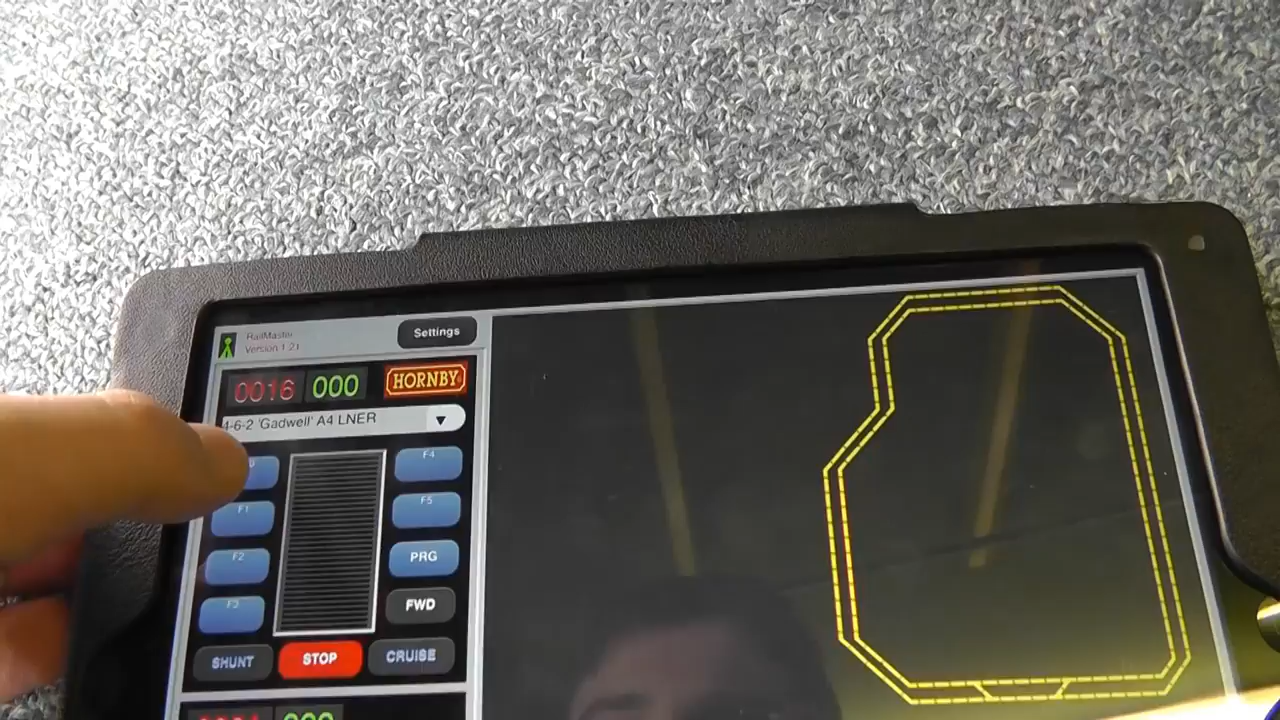 RailMaster
Version 1.21
Settings
0016 000 HORNBY
4-6-2 'Gadwell' A4 LNER
F4
F1
F5
F2
PRG
F3
FWD
SHUNT STOP CRUISE